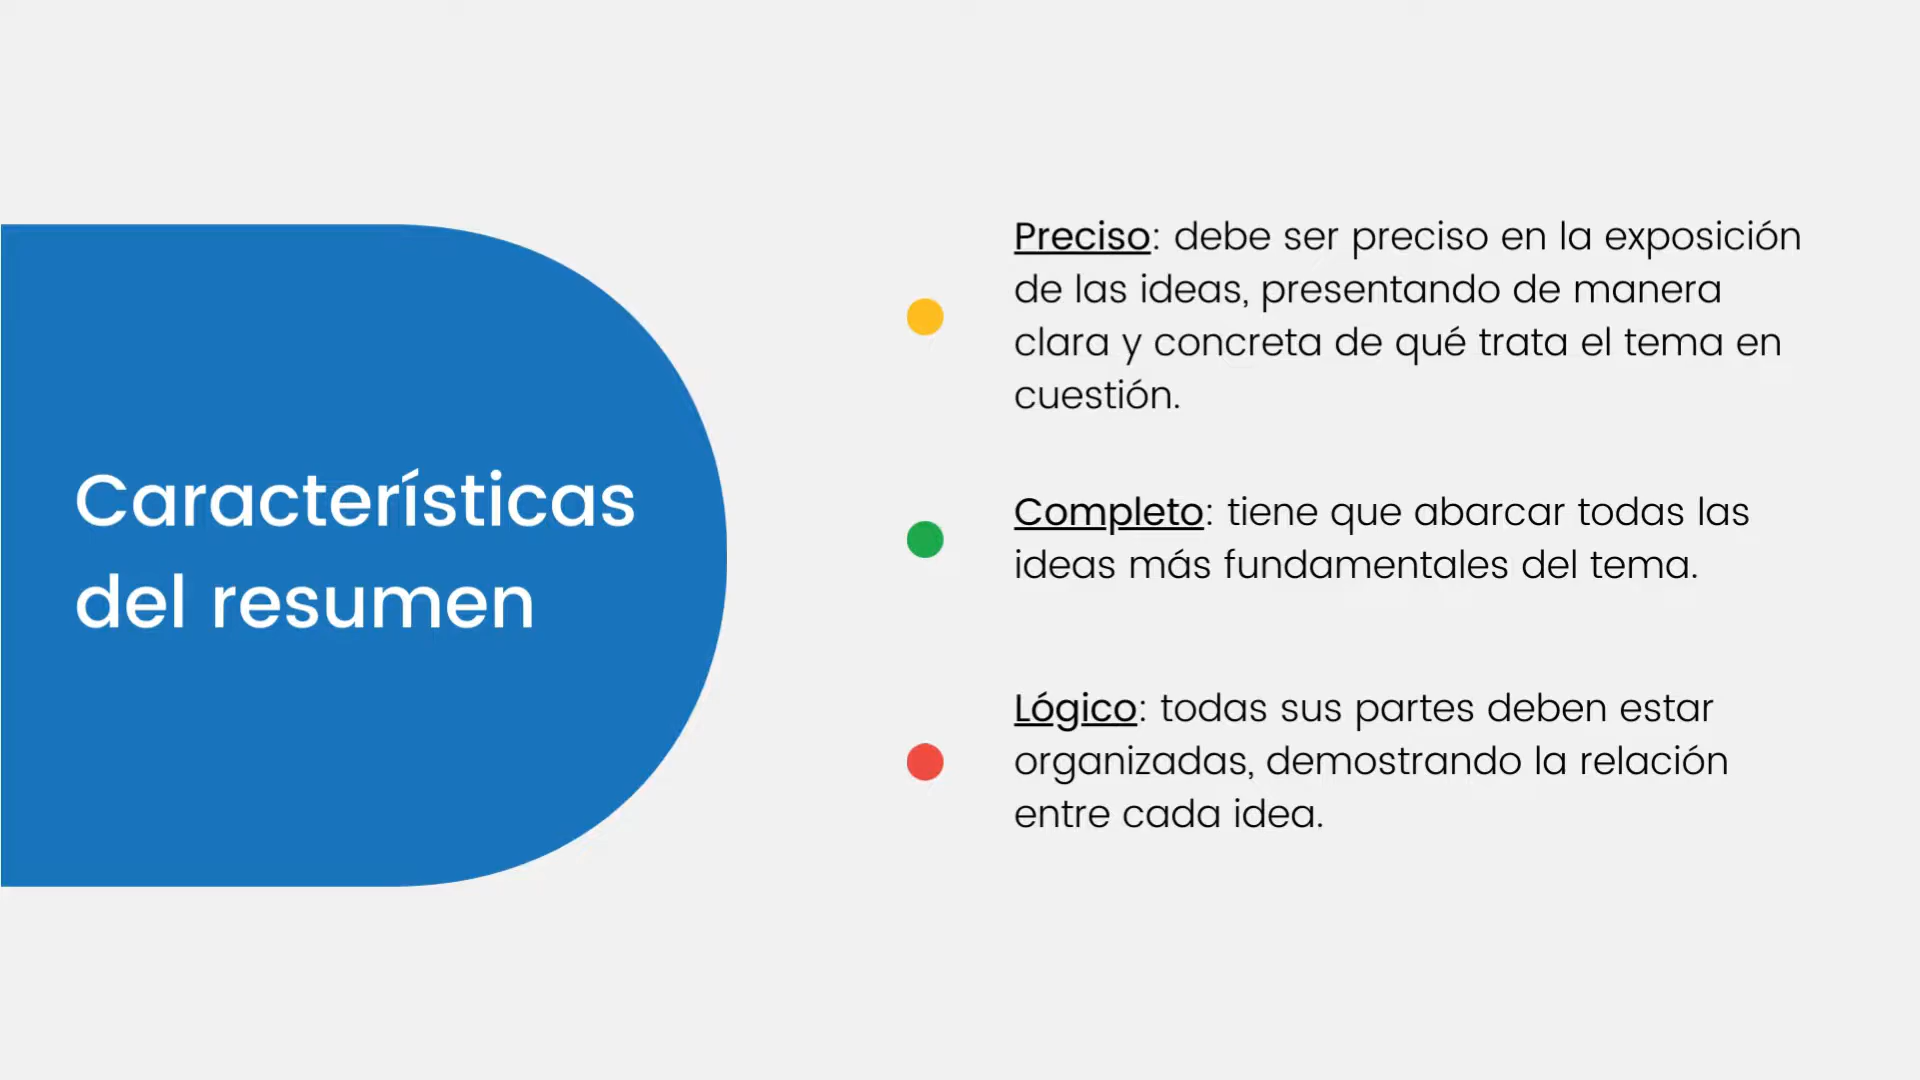 Características
del resumen
Preciso: debe ser preciso en la exposición
de las ideas, presentando de manera
clara y concreta de qué trata el tema en
cuestión.
Completo: tiene que abarcar todas las
ideas más fundamentales del tema.
Lógico: todas sus partes deben estar
organizadas, demostrando la relación
entre cada idea.